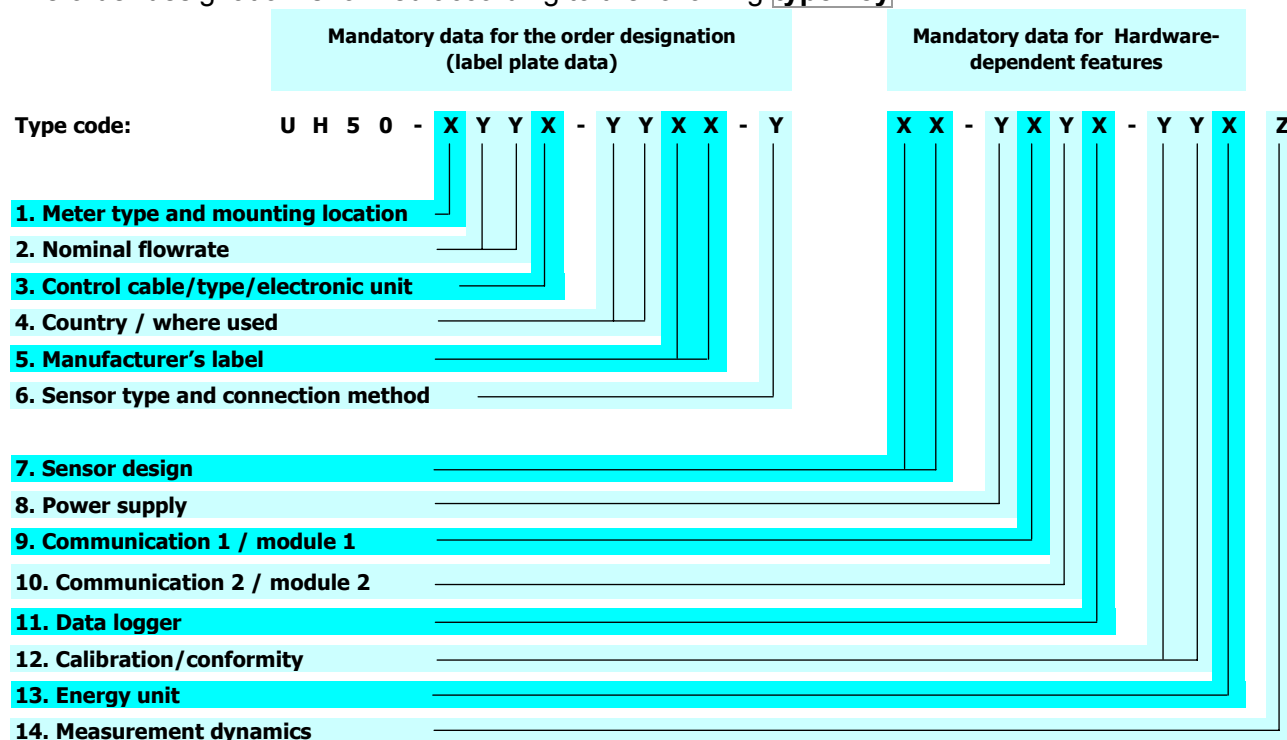 Mandatory data for the order designation
(label plate data)
Mandatory data for Hardware-
dependent features
Type code: U H 5 0 - X Y Y X - Y Y X X - Y X X - Y X Y X - Y Y X Z
1. Meter type and mounting location
2. Nominal flowrate
3. Control cable/type/electronic unit
4. Country / where used
5. Manufacturer's label
6. Sensor type and connection method
7. Sensor design
8. Power supply
9. Communication 1 / module 1
10. Communication 2 / module 2
11. Data logger
12. Calibration/conformity
13. Energy unit
14. Measurement dynamics